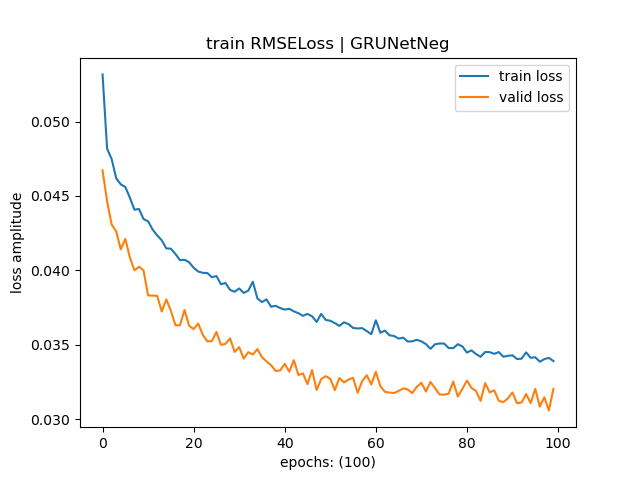 train RMSELoss | GRUNetNeg
train loss
valid loss
loss amplitude
0.050
0.045
0.040
0.035
0.030
0 20 40 60 80 100
epochs: (100)